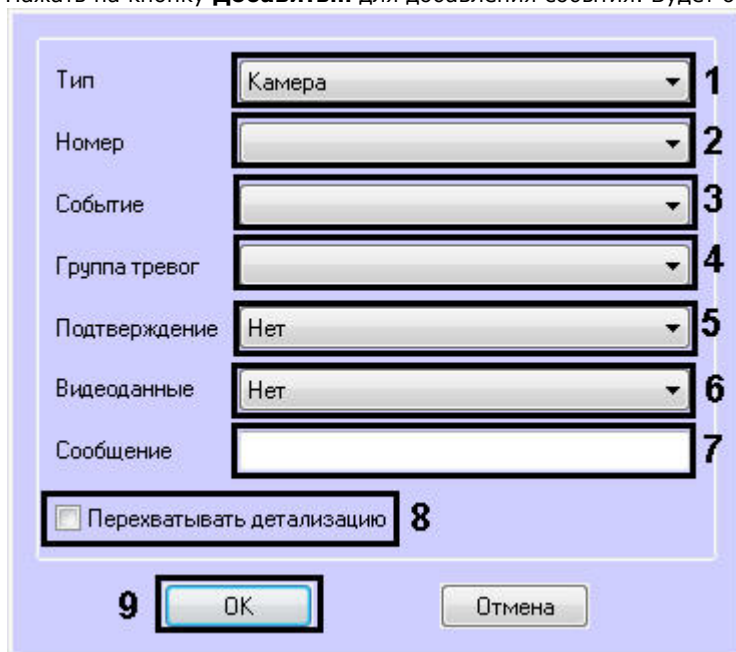 Нажать на кнопку Добавить... для добавления события. Будет
Тип Камера 1
Номер 2
Событие 3
Группа тревог 4
Подтверждение Нет 5
Видеоданные Нет 6
Сообщение 7
Перехватывать детализацию 8
9 OK Отмена